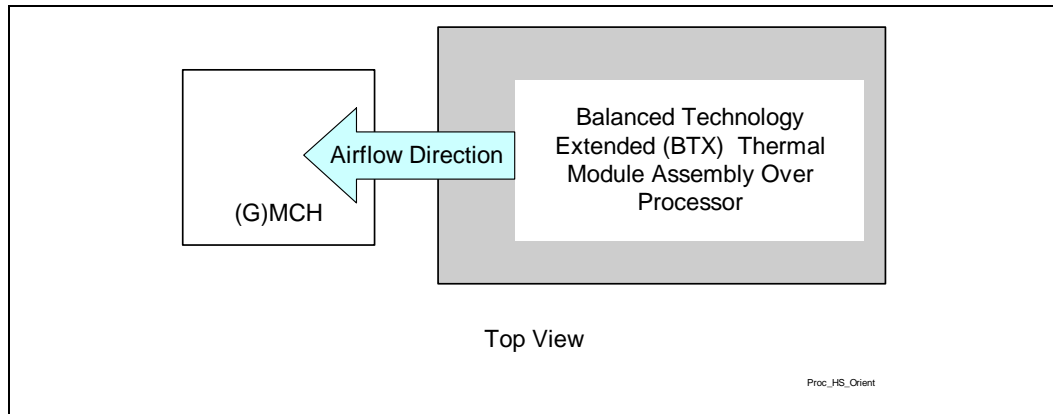 (G)MCH
Airflow Direction
Balanced Technology
Extended (BTX) Thermal
Module Assembly Over
Processor
Top View
Proc_HS_Orient